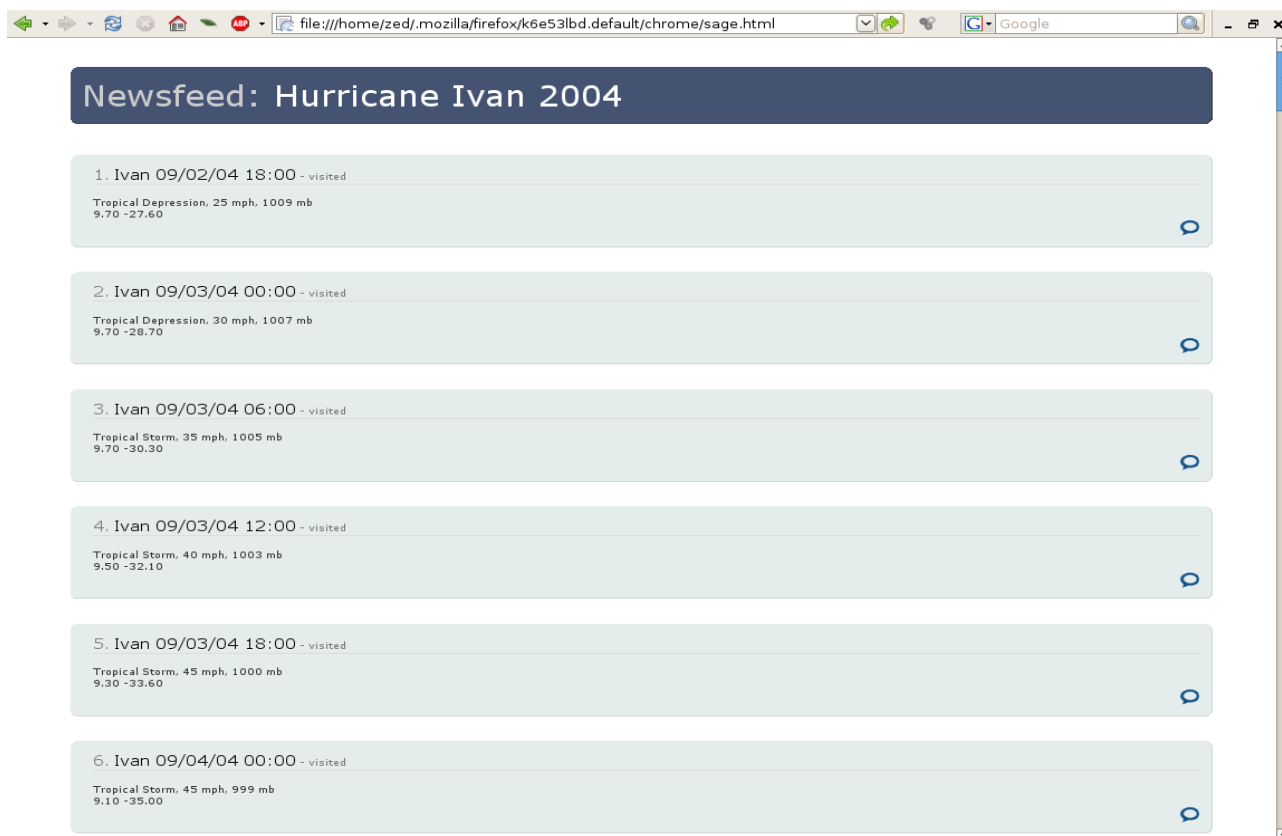 ABP file:///home/zed/.mozilla/firefox/k6e53lbd.default/chrome/sage.html G Google
Newsfeed: Hurricane Ivan 2004
1. Ivan 09/02/04 18:00 - visited
Tropical Depression, 25 mph, 1009 mb
9.70 -27.60
2. Ivan 09/03/04 00:00 - visited
Tropical Depression, 30 mph, 1007 mb
9.70 -28.70
3. Ivan 09/03/04 06:00 - visited
Tropical Storm, 35 mph, 1005 mb
9.70 -30.30
4. Ivan 09/03/04 12:00 - visited
Tropical Storm, 40 mph, 1003 mb
9.50 -32.10
5. Ivan 09/03/04 18:00 - visited
Tropical Storm, 45 mph, 1000 mb
9.30 -33.60
6. Ivan 09/04/04 00:00 - visited
Tropical Storm, 45 mph, 999 mb
9.10 -35.00